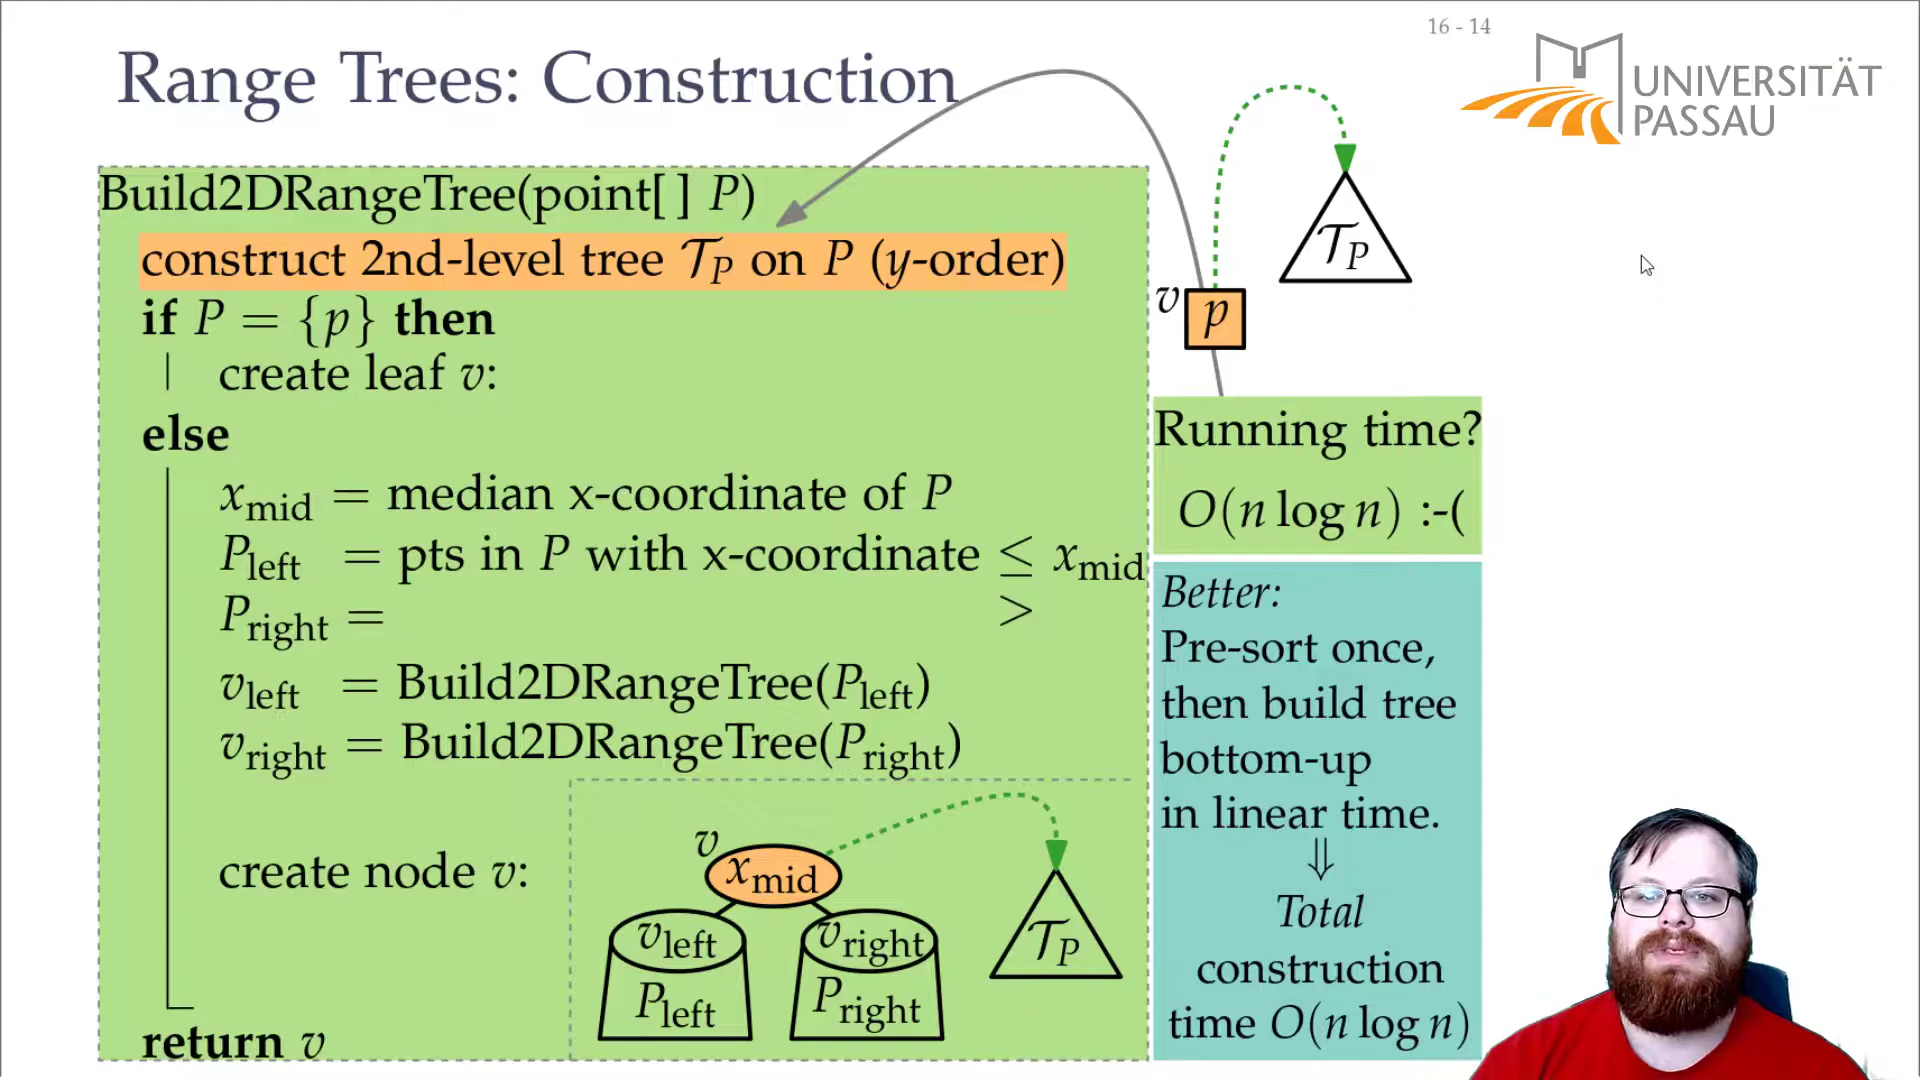 16 - 14
Range Trees: Construction
UNIVERSITÄT
PASSAU
Build2DRangeTree(point[ ] P)
construct 2nd-level tree 𝒯_P on P (y-order)
if P = {p} then
create leaf v:
else
x_mid = median x-coordinate of P
P_left = pts in P with x-coordinate ≤ x_mid
P_right = >
v_left = Build2DRangeTree(P_left)
v_right = Build2DRangeTree(P_right)
create node v:
v
x_mid
v_left
v_right
P_left
P_right
𝒯_P
return v
𝒯_P
v
p
Running time?
O(n log n) :-(
Better:
Pre-sort once,
then build tree
bottom-up
in linear time.
⇓
Total
construction
time O(n log n)